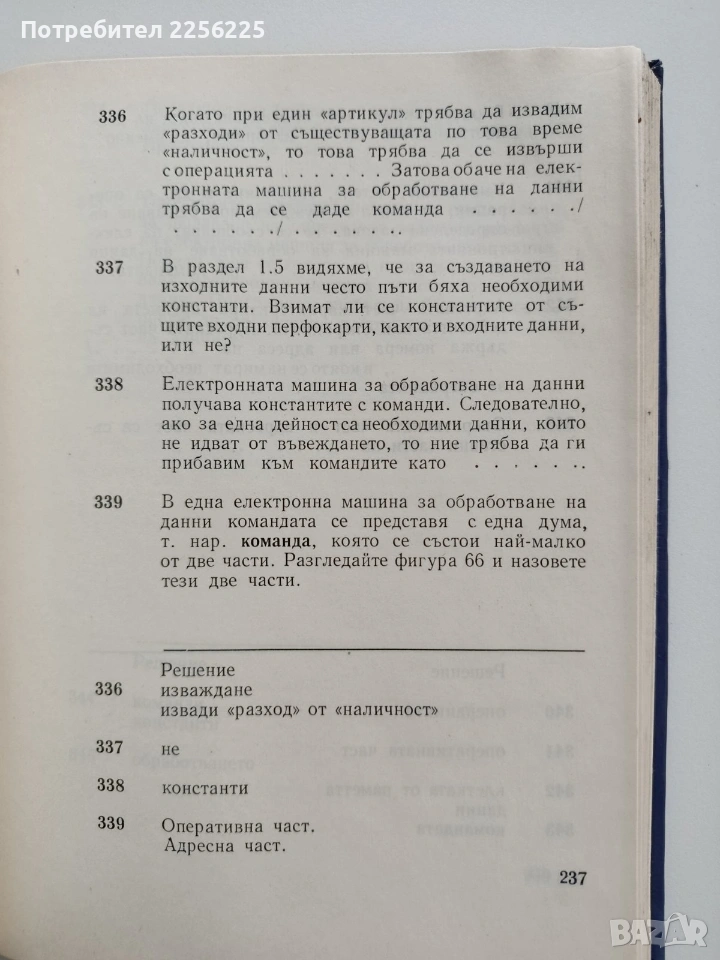 Потребител 2256225
336 Когато при един «артикул» трябва да извадим
«разходи» от съществуващата по това време
«наличност», то това трябва да се извърши
с операцията . . . . . . . Затова обаче на елек-
тронната машина за обработване на данни
трябва да се даде команда . . . . . . /
. . . . . . / . . . . . . .
337 В раздел 1.5 видяхме, че за създаването на
изходните данни често пъти бяха необходими
константи. Взимат ли се константите от съ-
щите входни перфокарти, както и входните данни,
или не?
338 Електронната машина за обработване на данни
получава константите с команди. Следователно,
ако за една дейност са необходими данни, които
не идват от въвеждането, то ние трябва да ги
прибавим към командите като . . . . . . .
339 В една електронна машина за обработване на
данни командата се представя с една дума,
т. нар. команда, която се състои най-малко
от две части. Разгледайте фигура 66 и назовете
тези две части.
Решение
336 изваждане
извади «разход» от «наличност»
337 не
338 константи
339 Оперативна част.
Адресна част.
237
BAZAR